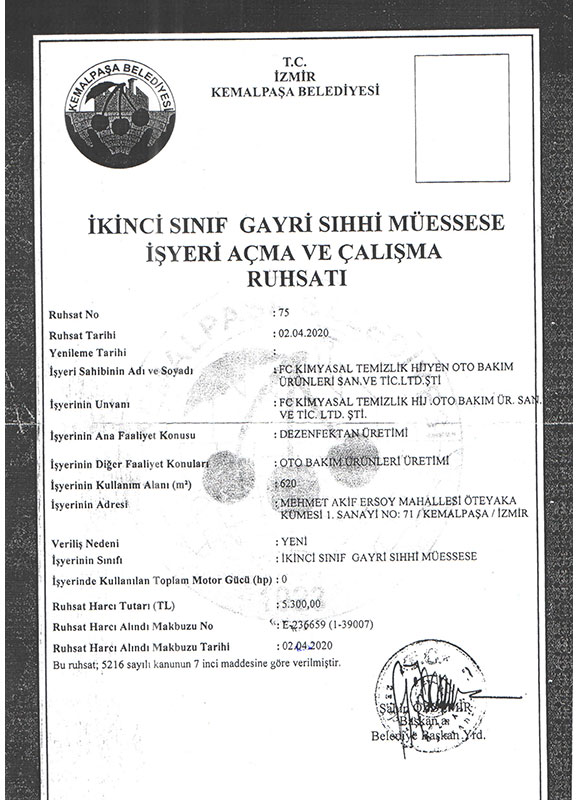 KEMALPAŞA BELEDİYESİ
T.C.
İZMİR
KEMALPAŞA BELEDİYESİ
İKİNCİ SINIF GAYRİ SIHHİ MÜESSESE
İŞYERİ AÇMA VE ÇALIŞMA
RUHSATI
Ruhsat No : 75
Ruhsat Tarihi : 02.04.2020
Yenileme Tarihi :
İşyeri Sahibinin Adı ve Soyadı : FC KİMYASAL TEMİZLİK HİJYEN OTO BAKIM
ÜRÜNLERİ SAN.VE TİC.LTD.ŞTİ
İşyerinin Unvanı : FC KİMYASAL TEMİZLİK HİJ .OTO BAKIM ÜR. SAN.
VE TİC. LTD. ŞTİ.
İşyerinin Ana Faaliyet Konusu : DEZENFEKTAN ÜRETİMİ
İşyerinin Diğer Faaliyet Konuları : OTO BAKIM ÜRÜNLERİ ÜRETİMİ
İşyerinin Kullanım Alanı (m²) : 620
İşyerinin Adresi : MEHMET AKİF ERSOY MAHALLESİ ÖTEYAKA
KÜMESİ 1. SANAYİ NO: 71 / KEMALPAŞA / İZMİR
Veriliş Nedeni : YENİ
İşyerinin Sınıfı : İKİNCİ SINIF GAYRİ SIHHİ MÜESSESE
İşyerinde Kullanılan Toplam Motor Gücü (hp) : 0
Ruhsat Harcı Tutarı (TL) : 5.300,00
Ruhsat Harcı Alındı Makbuzu No : E-236659 (1-39007)
Ruhsat Harcı Alındı Makbuzu Tarihi : 02.04.2020
Bu ruhsat; 5216 sayılı kanunun 7 inci maddesine göre verilmiştir.
Başkan a.
Belediye Başkan Yrd.